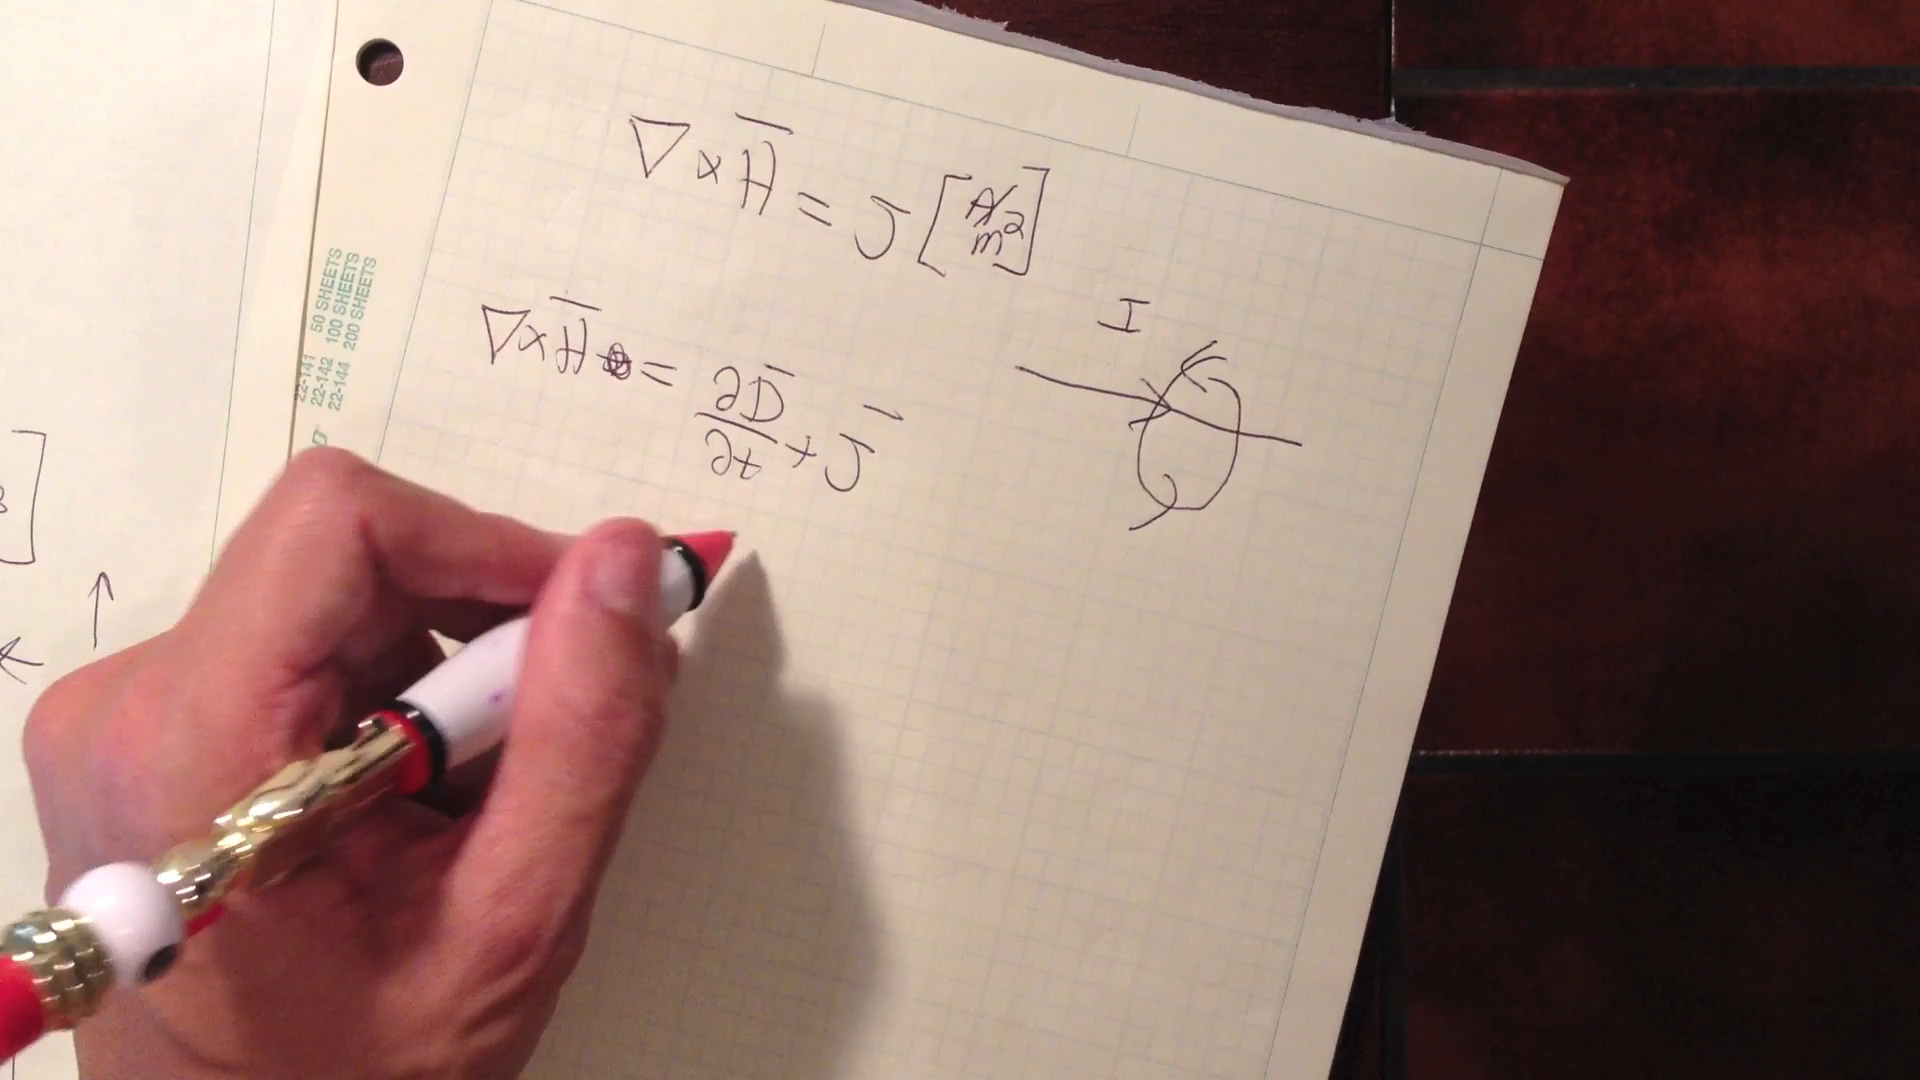 ∇ × H̅ = J [A/m²]
∇ × H̅ = ∂D̅/∂t + J̅
I
22-141 50 SHEETS
22-142 100 SHEETS
22-144 200 SHEETS